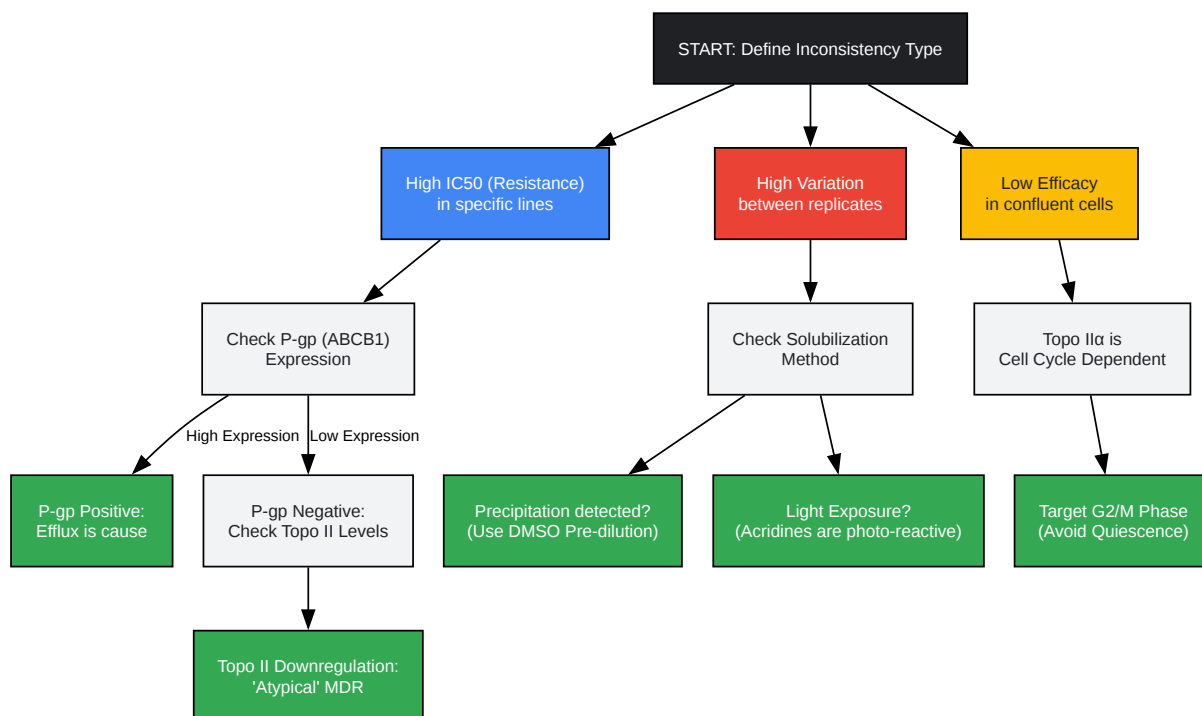 START: Define Inconsistency Type
High IC50 (Resistance)
in specific lines
High Variation
between replicates
Low Efficacy
in confluent cells
Check P-gp (ABCB1)
Expression
Check Solubilization
Method
Topo IIα is
Cell Cycle Dependent
High Expression
Low Expression
P-gp Positive:
Efflux is cause
P-gp Negative:
Check Topo II Levels
Precipitation detected?
(Use DMSO Pre-dilution)
Light Exposure?
(Acridines are photo-reactive)
Target G2/M Phase
(Avoid Quiescence)
Topo II Downregulation:
'Atypical' MDR